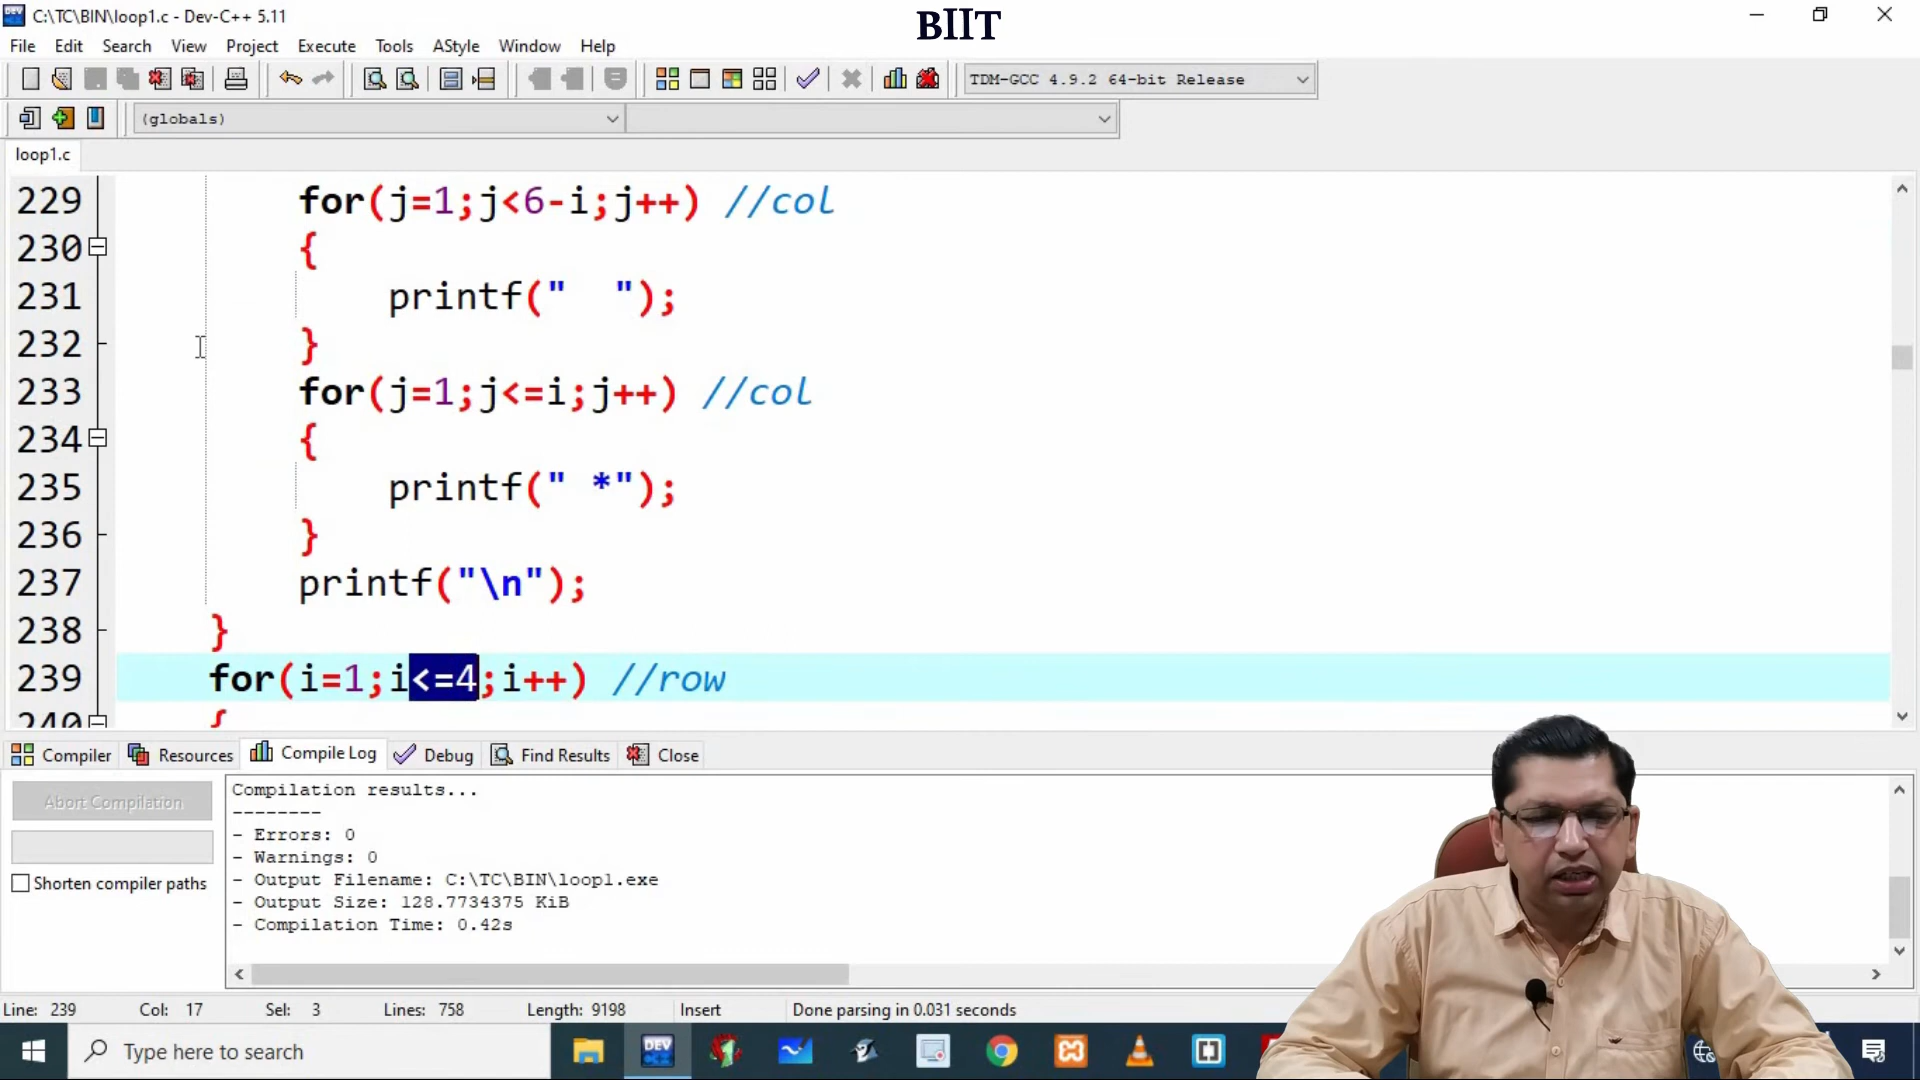 C:\TC\BIN\loop1.c - Dev-C++ 5.11
BIIT
File Edit Search View Project Execute Tools AStyle Window Help
TDM-GCC 4.9.2 64-bit Release
(globals)
loop1.c
229 for(j=1;j<6-i;j++) //col
230 {
231 printf("  ");
232 }
233 for(j=1;j<=i;j++) //col
234 {
235 printf(" *");
236 }
237 printf("\n");
238 }
239 for(i=1;i<=4;i++) //row
240 {
Compiler Resources Compile Log Debug Find Results Close
Abort Compilation
Shorten compiler paths
Compilation results...
--------
- Errors: 0
- Warnings: 0
- Output Filename: C:\TC\BIN\loop1.exe
- Output Size: 128.7734375 KiB
- Compilation Time: 0.42s
Line: 239 Col: 17 Sel: 3 Lines: 758 Length: 9198 Insert Done parsing in 0.031 seconds
DEV
Type here to search